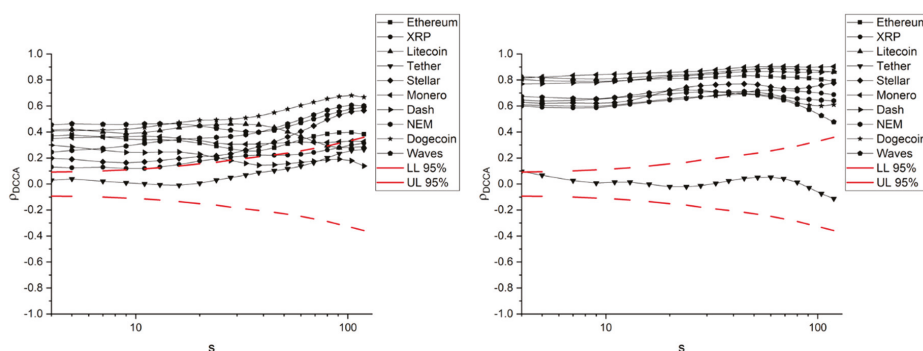 Ethereum
XRP
Litecoin
Tether
Stellar
Monero
Dash
NEM
Dogecoin
Waves
LL 95%
UL 95%
1.0
0.8
0.6
0.4
0.2
0.0
-0.2
-0.4
-0.6
-0.8
-1.0
ρDCCA
10
100
s
Ethereum
XRP
Litecoin
Tether
Stellar
Monero
Dash
NEM
Dogecoin
Waves
LL 95%
UL 95%
1.0
0.8
0.6
0.4
0.2
0.0
-0.2
-0.4
-0.6
-0.8
-1.0
ρDCCA
10
100
s